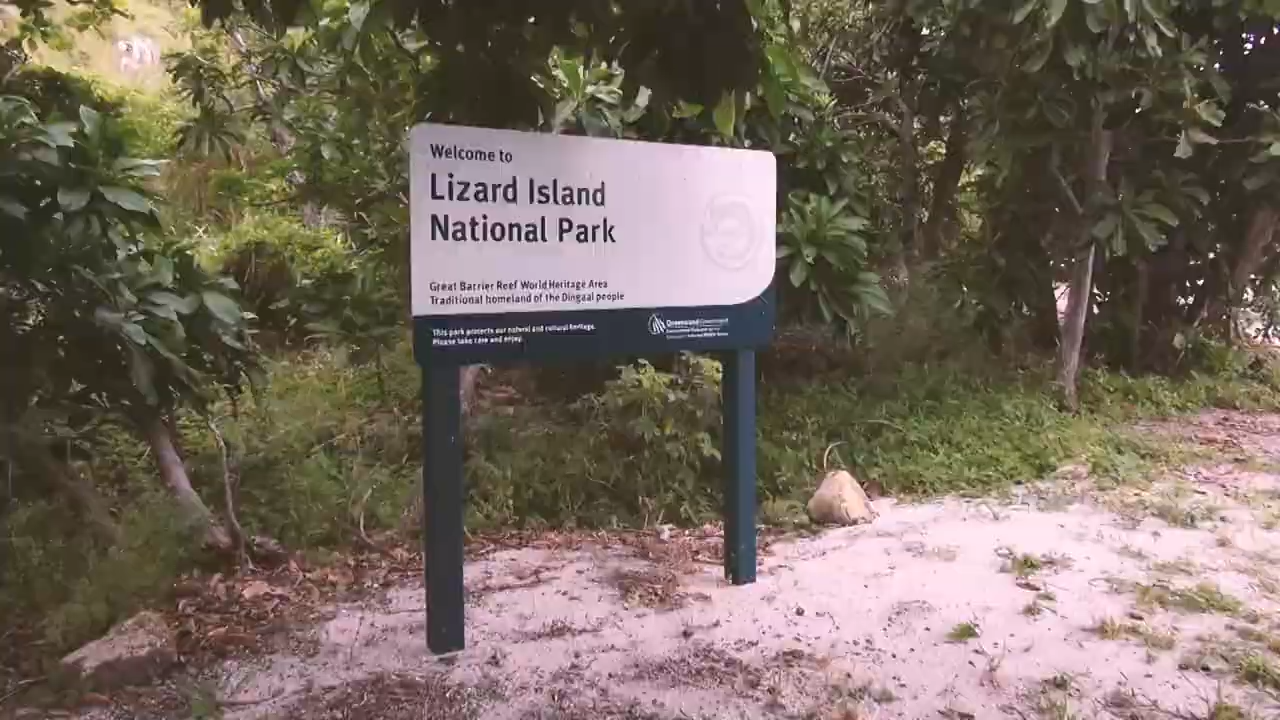 Welcome to
Lizard Island
National Park
Great Barrier Reef World Heritage Area
Traditional homeland of the Dingaal people
This park protects our natural and cultural heritage.
Please take care and enjoy.
Queensland Government